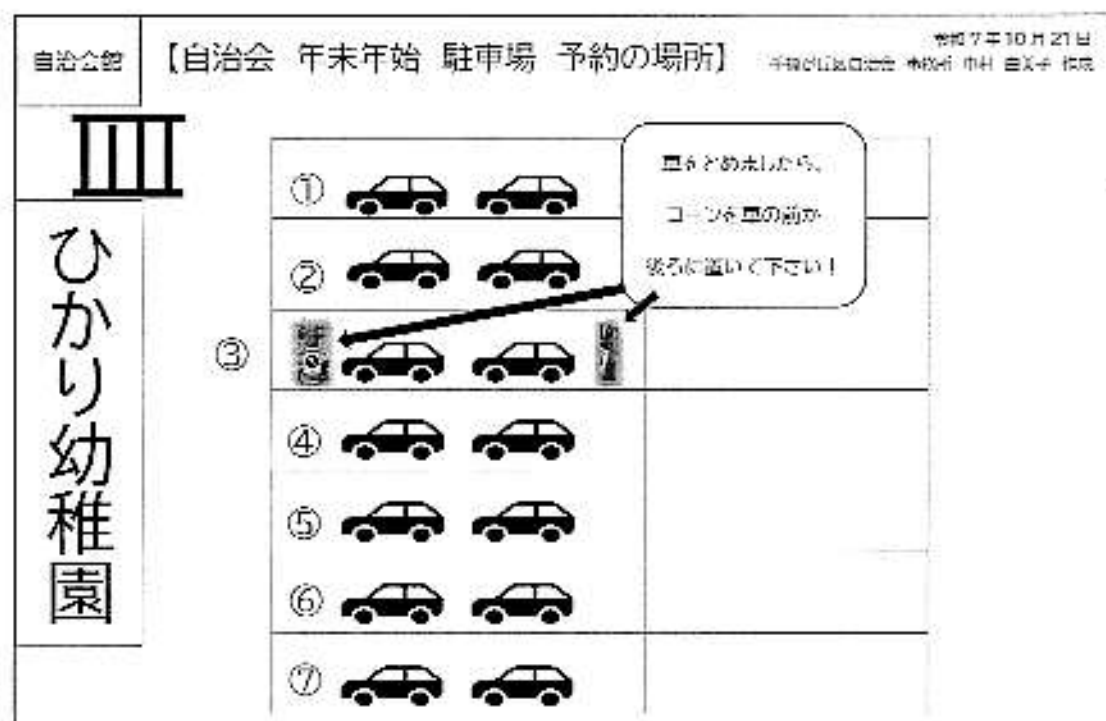 自治会館
【自治会 年末年始 駐車場 予約の場所】
令和7年10月21日
車をとめましたら、
コーンを車の前か
後ろに置いて下さい！
①
②
③
④
⑤
⑥
⑦
ひかり幼稚園